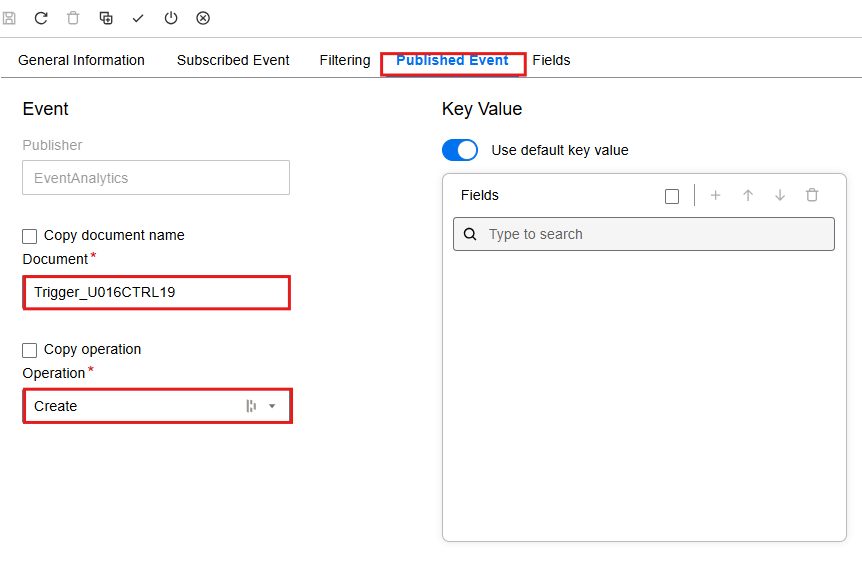 General Information Subscribed Event Filtering Published Event Fields
Event
Publisher
EventAnalytics
Copy document name
Document*
Trigger_U016CTRL19
Copy operation
Operation*
Create
Key Value
Use default key value
Fields
Type to search